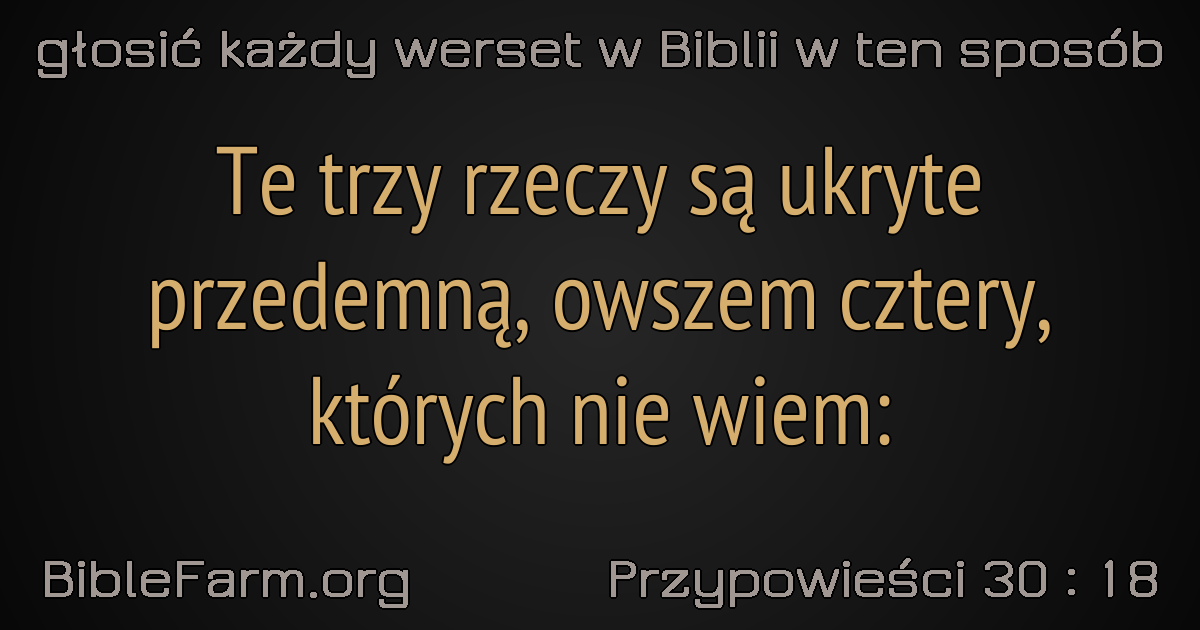 głosić każdy werset w Biblii w ten sposób
Te trzy rzeczy są ukryte
przedemną, owszem cztery,
których nie wiem:
BibleFarm.org
Przypowieści 30 : 18